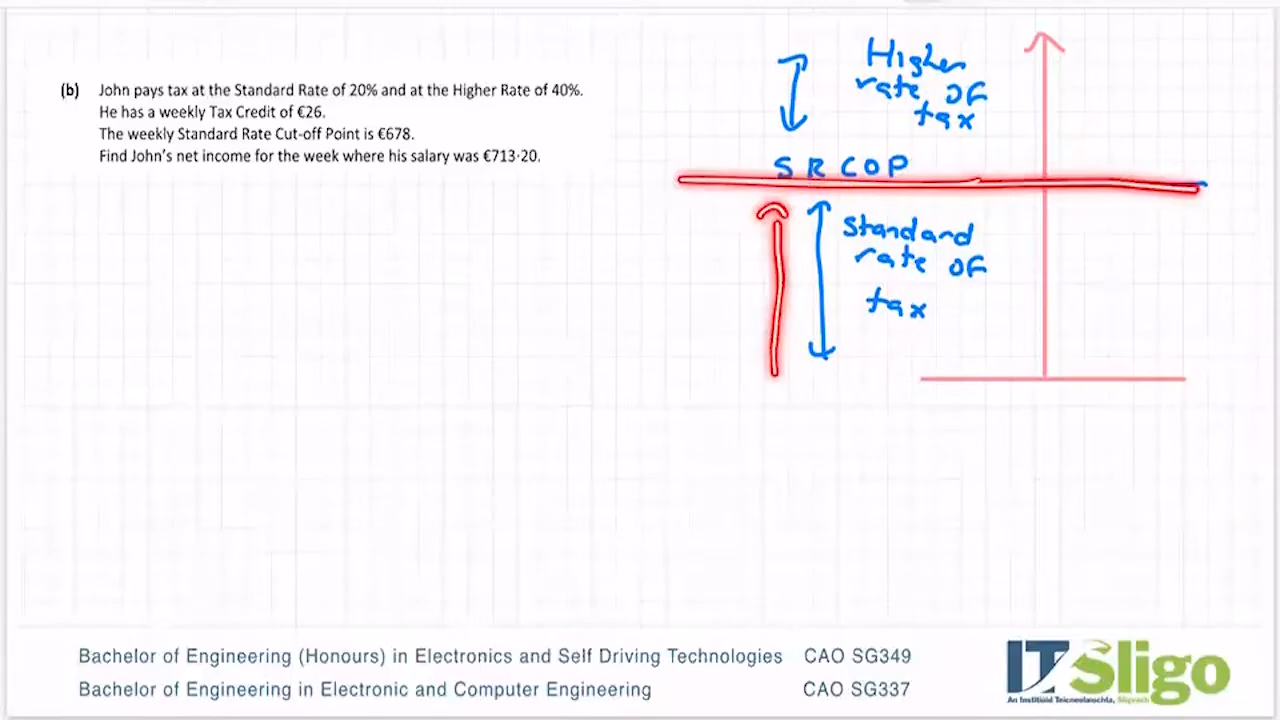 (b) John pays tax at the Standard Rate of 20% and at the Higher Rate of 40%.
He has a weekly Tax Credit of €26.
The weekly Standard Rate Cut-off Point is €678.
Find John's net income for the week where his salary was €713·20.
Higher
rate of
tax
SRCOP
Standard
rate of
tax
Bachelor of Engineering (Honours) in Electronics and Self Driving Technologies CAO SG349
Bachelor of Engineering in Electronic and Computer Engineering CAO SG337
IT Sligo
An Institiúid Teicneolaíochta, Sligeach